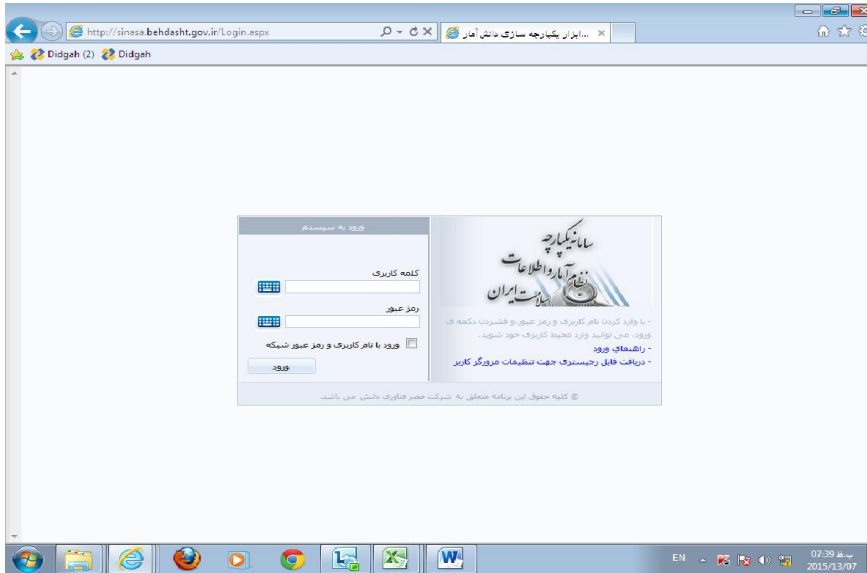 http://sinasa.behdasht.gov.ir/Login.aspx
ابزار یکپارچه سازی دانش آمار...
Didgah (2)
Didgah
ورود به سیستم
کلمه کاربری
رمز عبور
ورود با نام کاربری و رمز عبور شبکه
ورود
سامانه یکپارچه
نظام آمار و اطلاعات
سلامت ایران
- با وارد کردن نام کاربری و رمز عبور و فشردن دکمه ی
ورود، می توانید وارد محیط کاربری خود شوید.
- راهنمای ورود
- دریافت فایل رجیستری جهت تنظیمات مرورگر کاربر
© کلیه حقوق این برنامه متعلق به شرکت عصر فناوری دانش می باشد.
EN
07:39 ب.ظ
2015/13/07